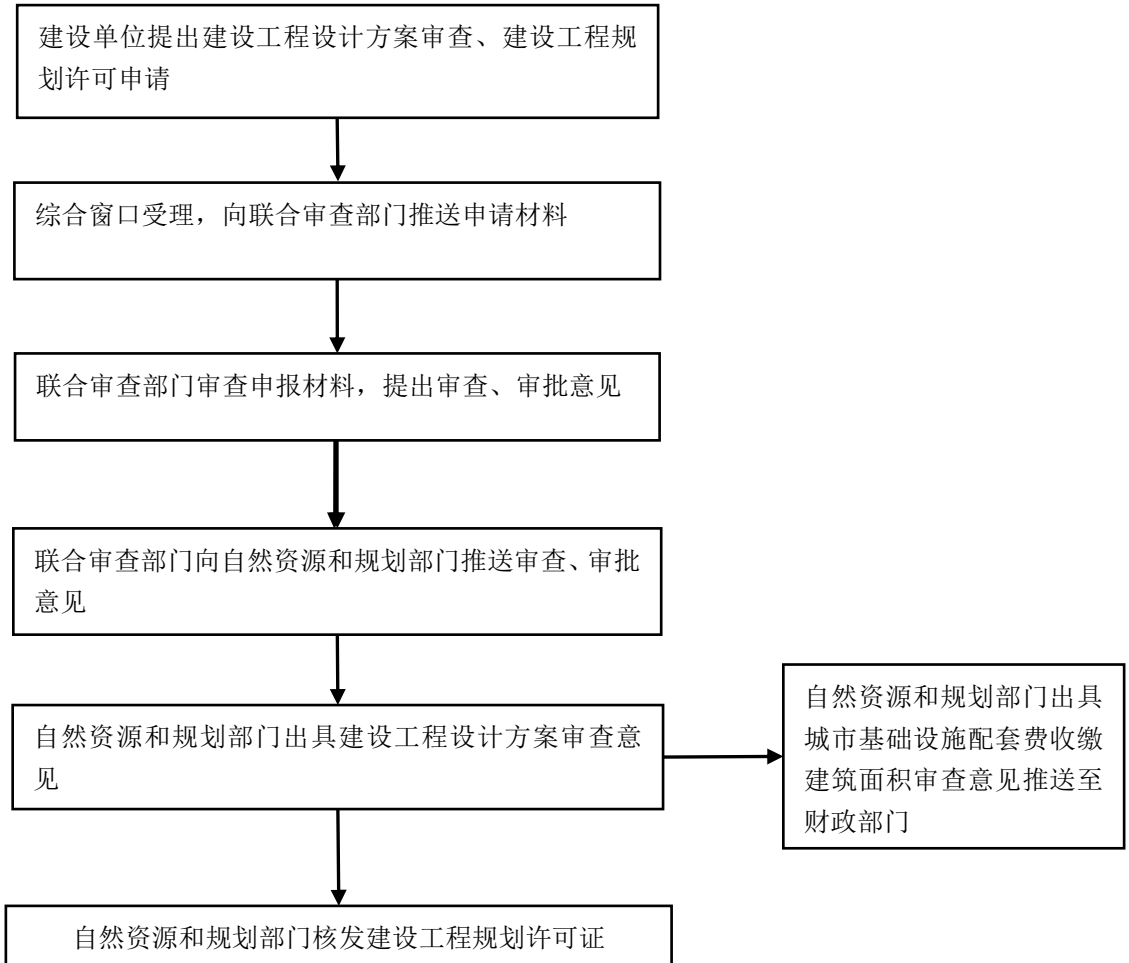 建设单位提出建设工程设计方案审查、建设工程规
划许可申请
综合窗口受理，向联合审查部门推送申请材料
联合审查部门审查申报材料，提出审查、审批意见
联合审查部门向自然资源和规划部门推送审查、审批
意见
自然资源和规划部门出具建设工程设计方案审查意
见
自然资源和规划部门出具
城市基础设施配套费收缴
建筑面积审查意见推送至
财政部门
自然资源和规划部门核发建设工程规划许可证